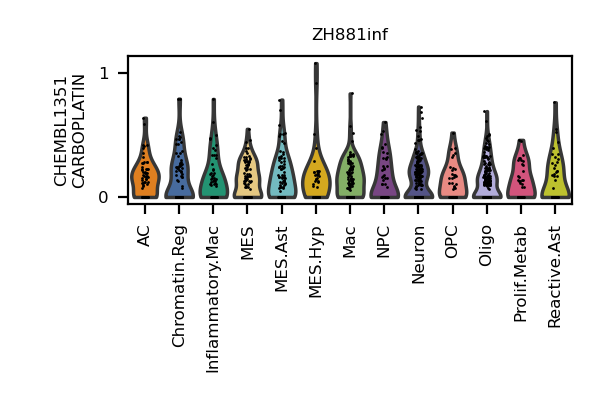 ZH881inf
CHEMBL1351
CARBOPLATIN
1
0
AC
Chromatin.Reg
Inflammatory.Mac
MES
MES.Ast
MES.Hyp
Mac
NPC
Neuron
OPC
Oligo
Prolif.Metab
Reactive.Ast